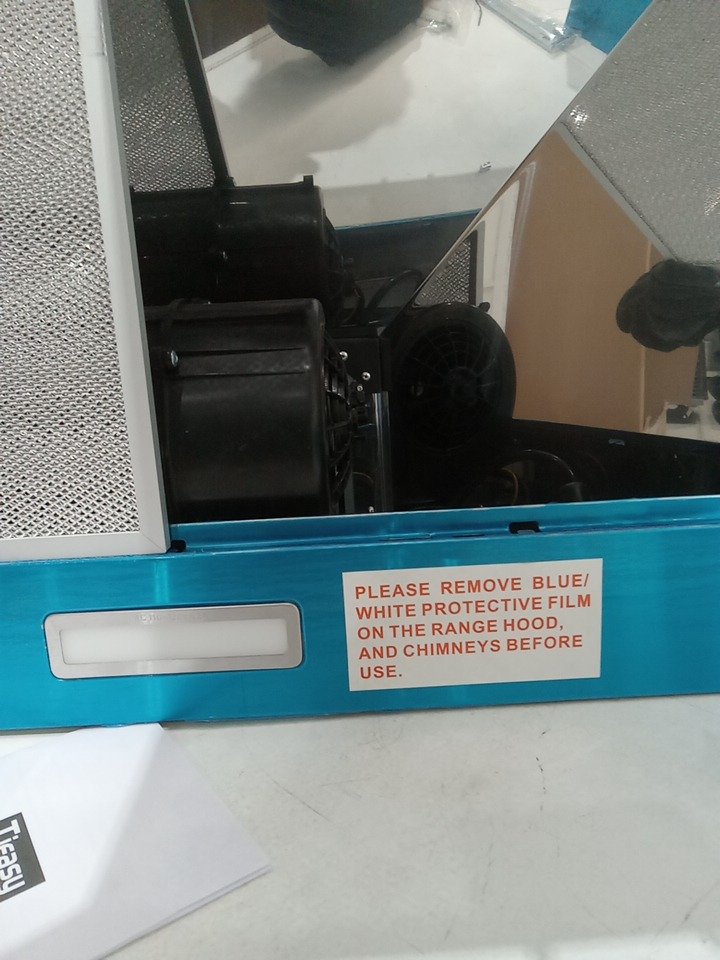 PLEASE REMOVE BLUE/
WHITE PROTECTIVE FILM
ON THE RANGE HOOD,
AND CHIMNEYS BEFORE
USE.
Tieasy